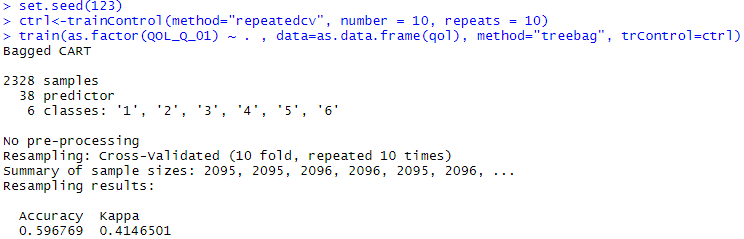 > set.seed(123)
> ctrl<-trainControl(method="repeatedcv", number = 10, repeats = 10)
> train(as.factor(QOL_Q_01) ~ . , data=as.data.frame(qol), method="treebag", trControl=ctrl)
Bagged CART
2328 samples
38 predictor
6 classes: '1', '2', '3', '4', '5', '6'
No pre-processing
Resampling: Cross-Validated (10 fold, repeated 10 times)
Summary of sample sizes: 2095, 2095, 2096, 2096, 2095, 2096, ...
Resampling results:
Accuracy Kappa
0.596769 0.4146501